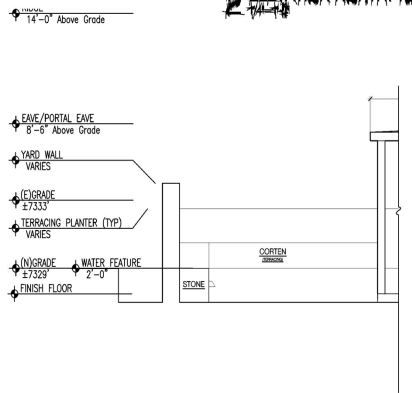 RIDGE
14'-0" Above Grade
EAVE/PORTAL EAVE
8'-6" Above Grade
YARD WALL
VARIES
(E)GRADE
±7333'
TERRACING PLANTER (TYP)
VARIES
(N)GRADE
±7329'
WATER FEATURE
2'-0"
FINISH FLOOR
CORTEN
STONE